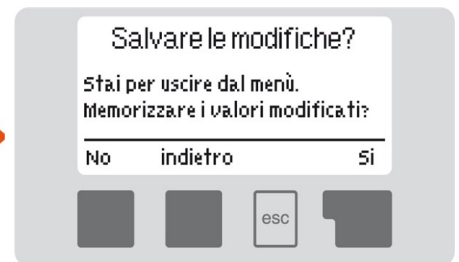 Salvare le modifiche?
Stai per uscire dal menù.
Memorizzare i valori modificati?
No indietro Si
esc